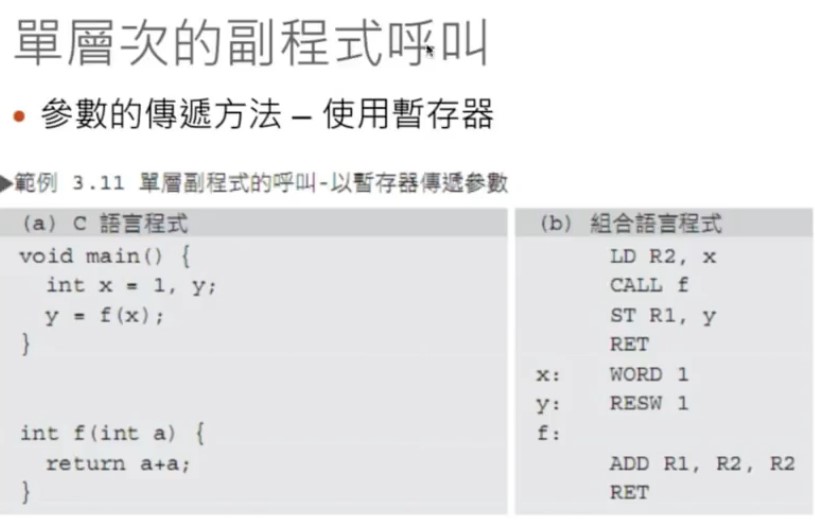 單層次的副程式呼叫
• 參數的傳遞方法 – 使用暫存器
▶範例 3.11 單層副程式的呼叫-以暫存器傳遞參數
(a) C 語言程式
void main() {
int x = 1, y;
y = f(x);
}
int f(int a) {
return a+a;
}
(b) 組合語言程式
LD R2, x
CALL f
ST R1, y
RET
x: WORD 1
y: RESW 1
f:
ADD R1, R2, R2
RET